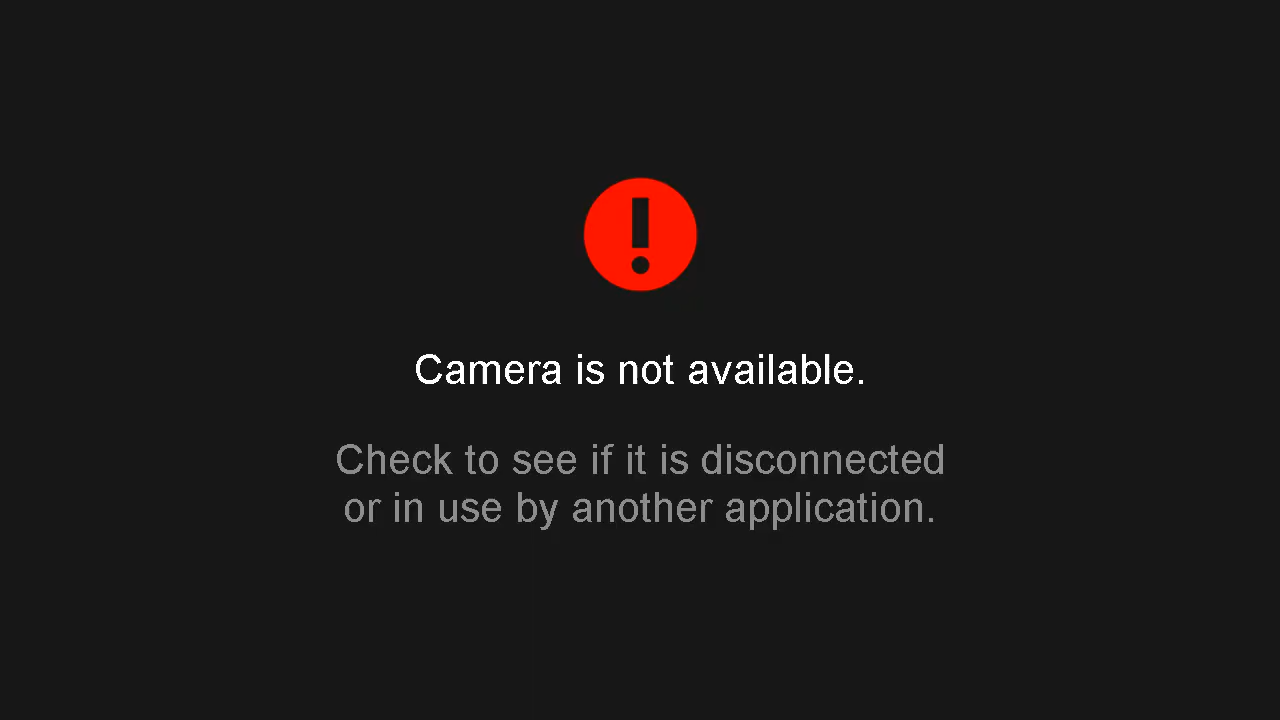 Camera is not available.
Check to see if it is disconnected
or in use by another application.